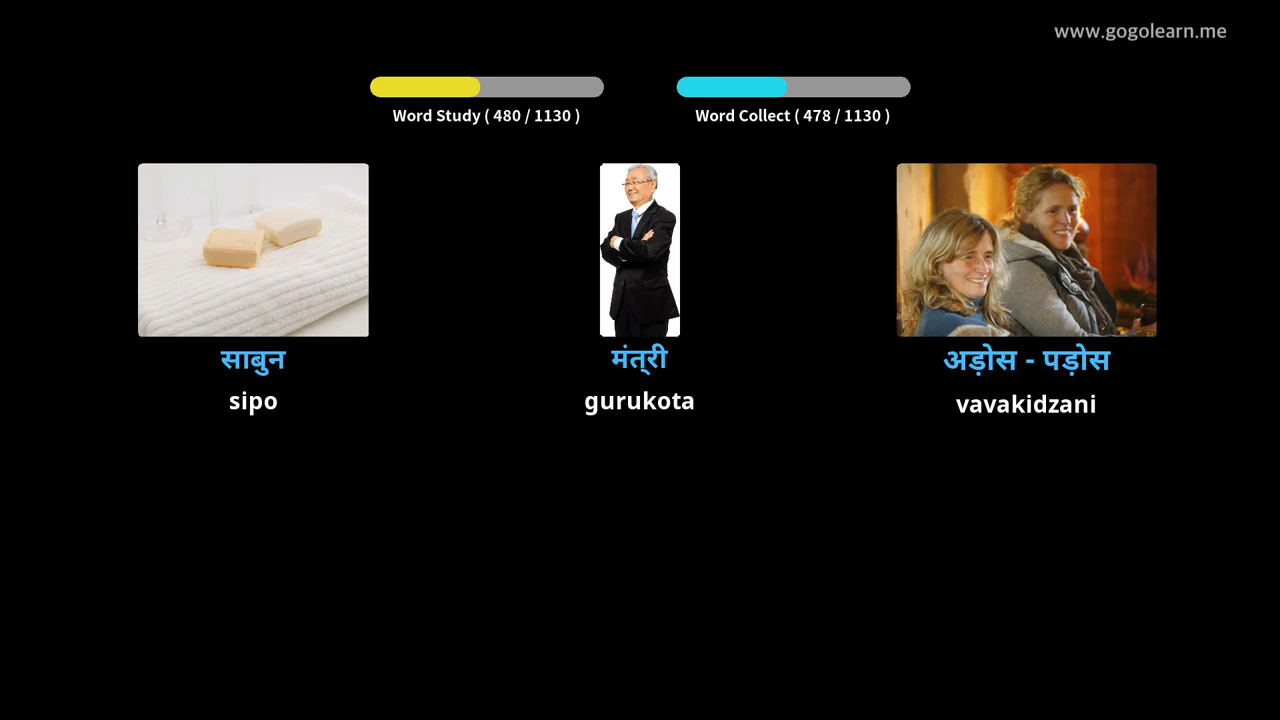 www.gogolearn.me
Word Study ( 480 / 1130 )
Word Collect ( 478 / 1130 )
साबुन
मंत्री
अड़ोस - पड़ोस
sipo
gurukota
vavakidzani